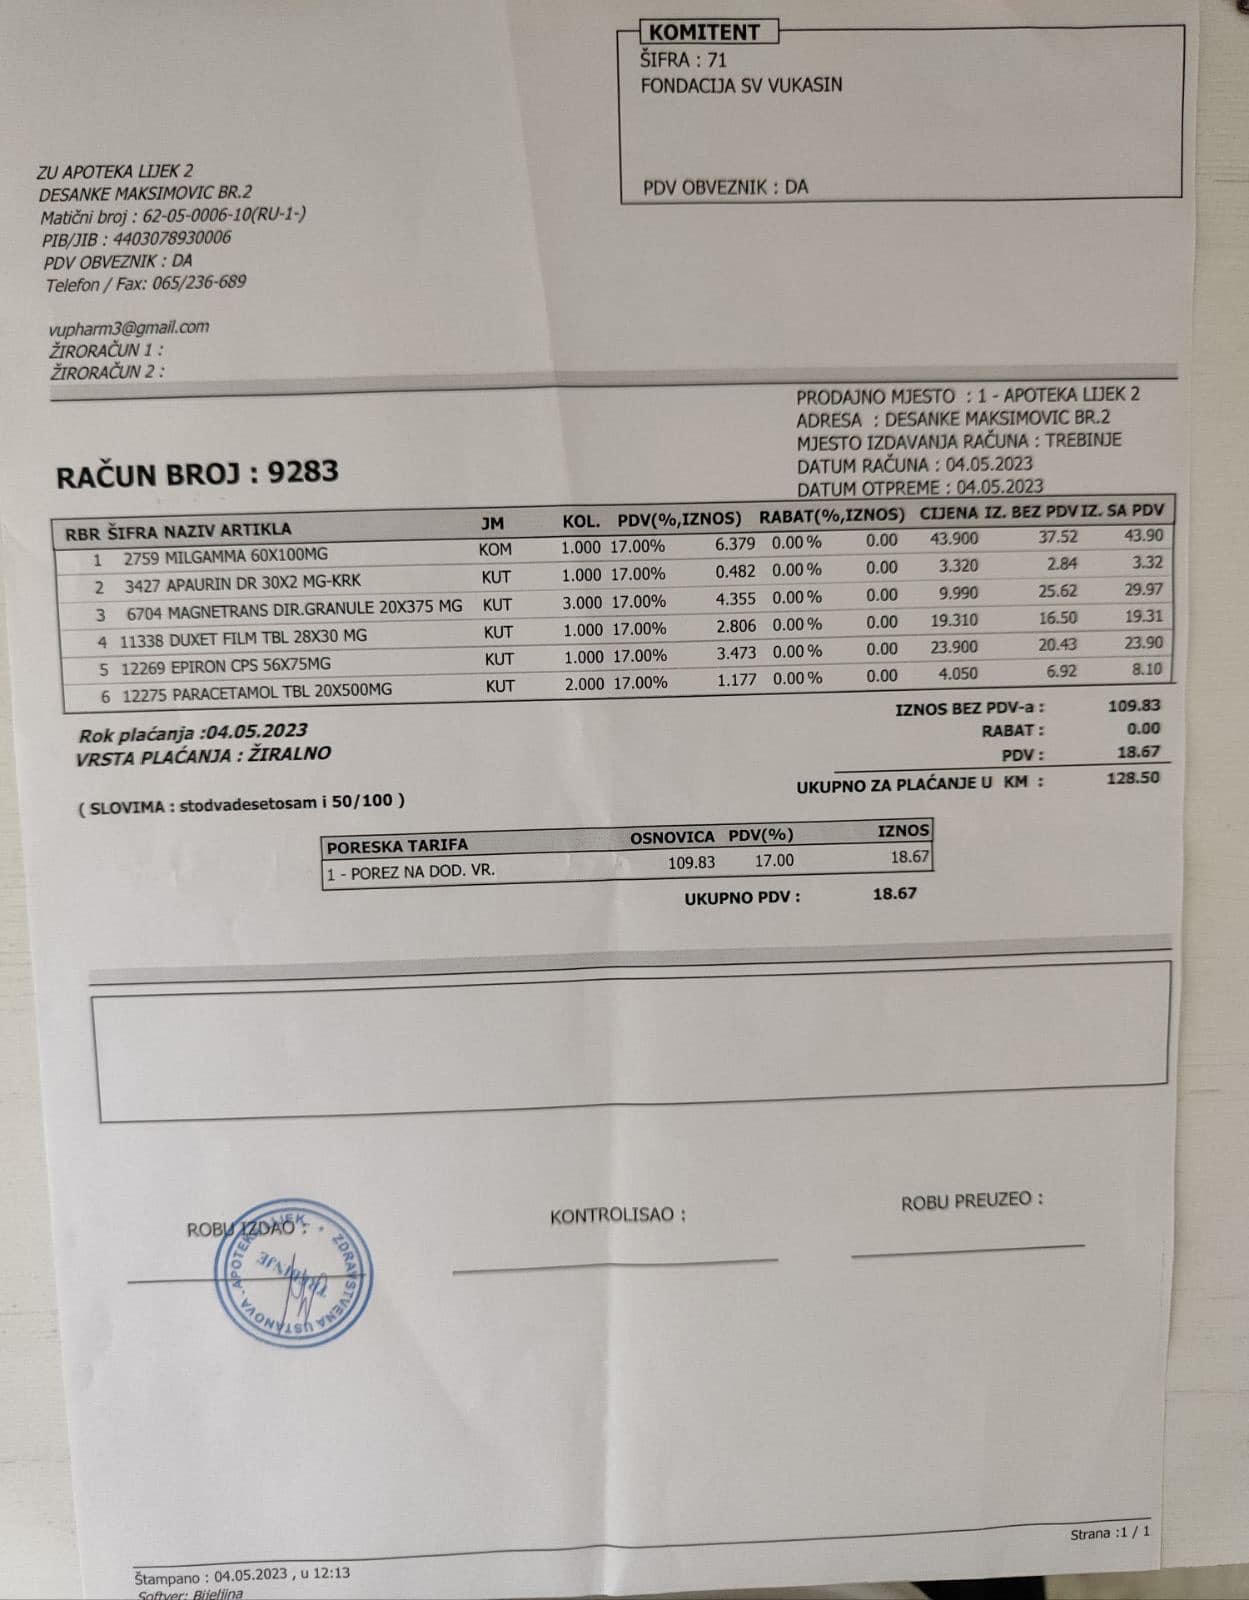 KOMITENT
ŠIFRA : 71
FONDACIJA SV VUKASIN
PDV OBVEZNIK : DA
ZU APOTEKA LIJEK 2
DESANKE MAKSIMOVIC BR.2
Matični broj : 62-05-0006-10(RU-1-)
PIB/JIB : 4403078930006
PDV OBVEZNIK : DA
Telefon / Fax: 065/236-689
vupharm3@gmail.com
ŽIRORAČUN 1 :
ŽIRORAČUN 2 :
PRODAJNO MJESTO : 1 - APOTEKA LIJEK 2
ADRESA : DESANKE MAKSIMOVIC BR.2
MJESTO IZDAVANJA RAČUNA : TREBINJE
DATUM RAČUNA : 04.05.2023
DATUM OTPREME : 04.05.2023
RAČUN BROJ : 9283
RBR ŠIFRA NAZIV ARTIKLA JM KOL. PDV(%,IZNOS) RABAT(%,IZNOS) CIJENA IZ. BEZ PDV IZ. SA PDV
1 2759 MILGAMMA 60X100MG KOM 1.000 17.00% 6.379 0.00 % 0.00 43.900 37.52 43.90
2 3427 APAURIN DR 30X2 MG-KRK KUT 1.000 17.00% 0.482 0.00 % 0.00 3.320 2.84 3.32
3 6704 MAGNETRANS DIR.GRANULE 20X375 MG KUT 3.000 17.00% 4.355 0.00 % 0.00 9.990 25.62 29.97
4 11338 DUXET FILM TBL 28X30 MG KUT 1.000 17.00% 2.806 0.00 % 0.00 19.310 16.50 19.31
5 12269 EPIRON CPS 56X75MG KUT 1.000 17.00% 3.473 0.00 % 0.00 23.900 20.43 23.90
6 12275 PARACETAMOL TBL 20X500MG KUT 2.000 17.00% 1.177 0.00 % 0.00 4.050 6.92 8.10
IZNOS BEZ PDV-a : 109.83
Rok plaćanja :04.05.2023
RABAT : 0.00
VRSTA PLAĆANJA : ŽIRALNO
PDV : 18.67
UKUPNO ZA PLAĆANJE U KM : 128.50
( SLOVIMA : stodvadesetosam i 50/100 )
PORESKA TARIFA OSNOVICA PDV(%) IZNOS
1 - POREZ NA DOD. VR. 109.83 17.00 18.67
UKUPNO PDV : 18.67
ROBU IZDAO :
KONTROLISAO :
ROBU PREUZEO :
ZDRAVSTVENA USTANOVA - APOTEKA LIJEK
TREBINJE
Strana :1 / 1
Štampano : 04.05.2023 , u 12:13
Softver: Bijeljina